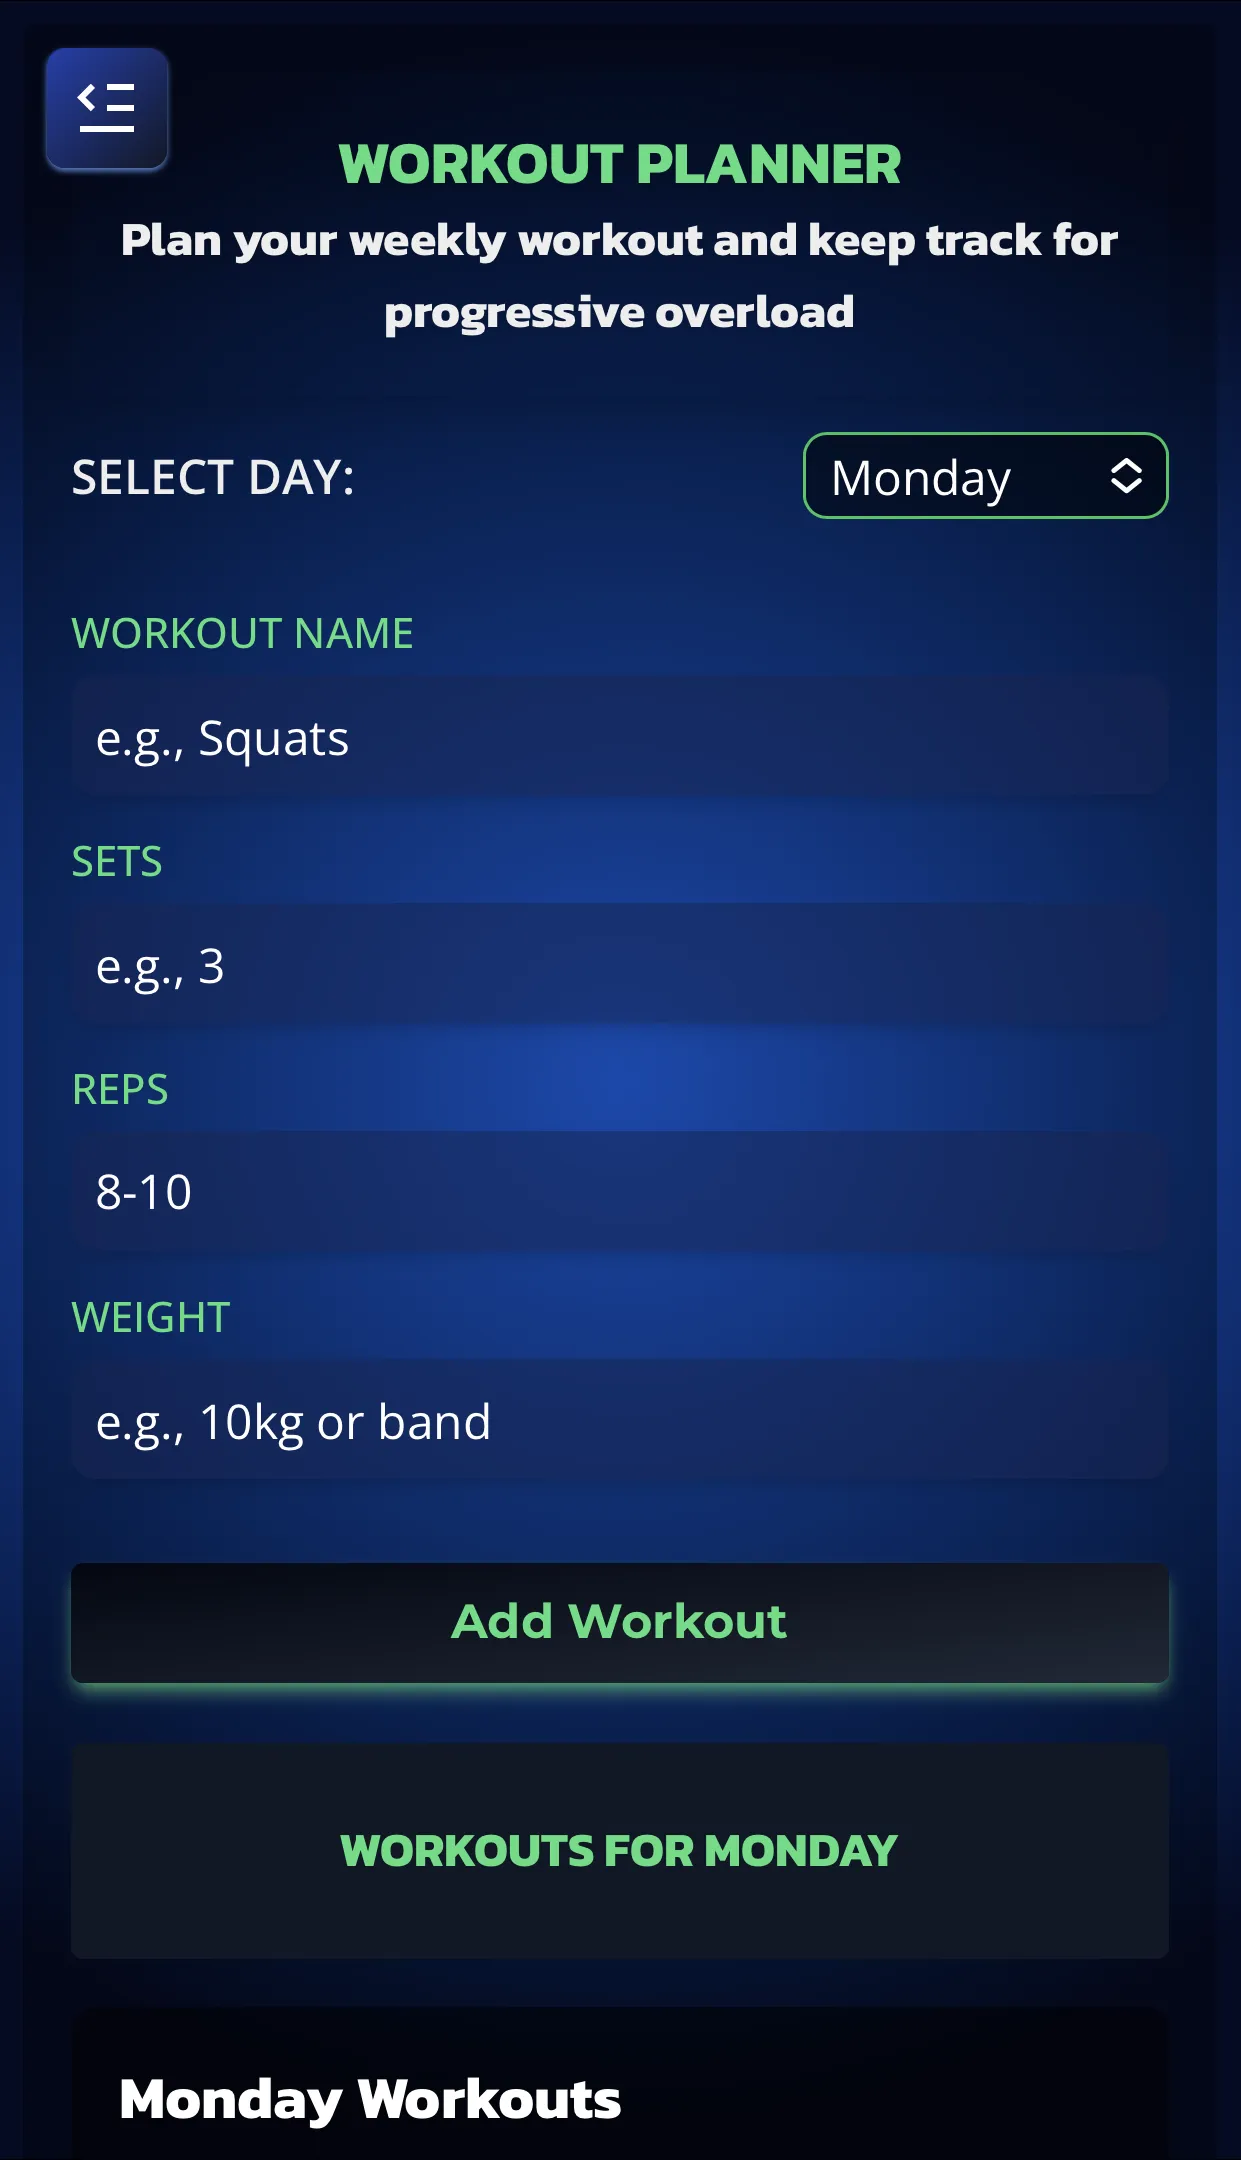 WORKOUT PLANNER
Plan your weekly workout and keep track for
progressive overload
SELECT DAY:
Monday
WORKOUT NAME
e.g., Squats
SETS
e.g., 3
REPS
8-10
WEIGHT
e.g., 10kg or band
Add Workout
WORKOUTS FOR MONDAY
Monday Workouts